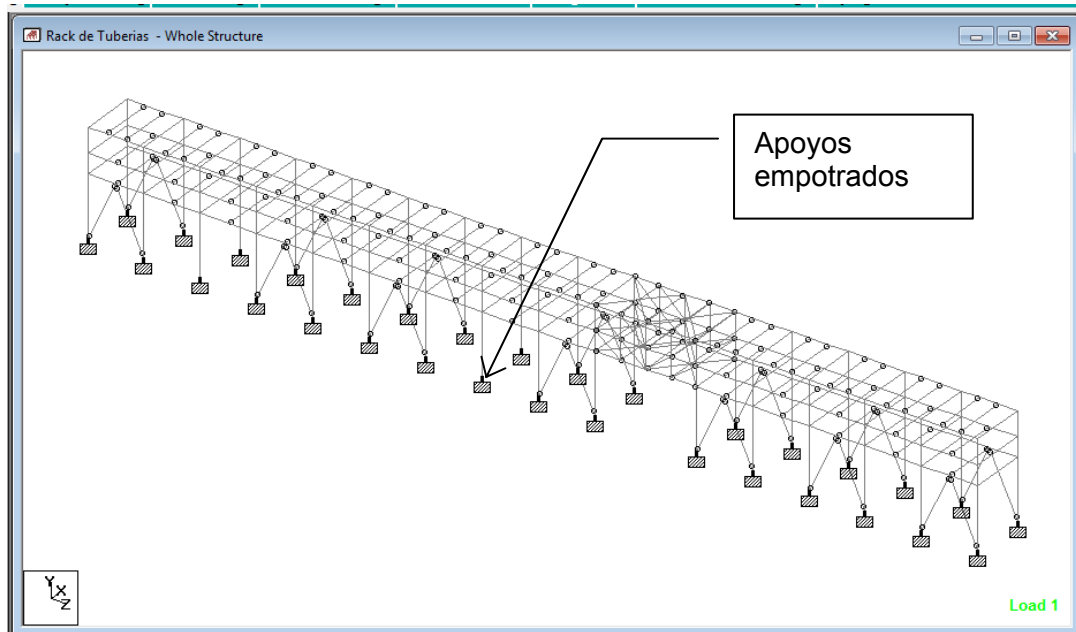 Rack de Tuberias - Whole Structure
Apoyos
empotrados
Y
X
Z
Load 1